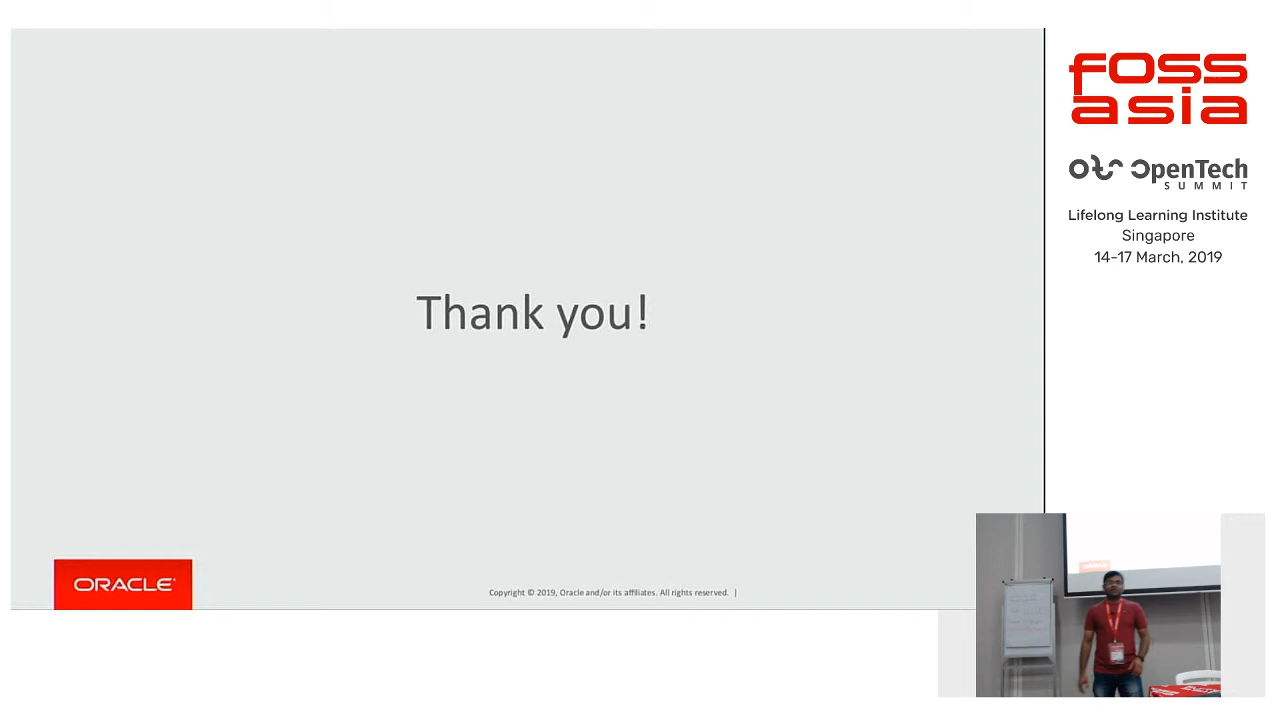 Thank you!
ORACLE
Copyright © 2019, Oracle and/or its affiliates. All rights reserved. |
foss
asia
OpenTech
SUMMIT
Lifelong Learning Institute
Singapore
14-17 March, 2019